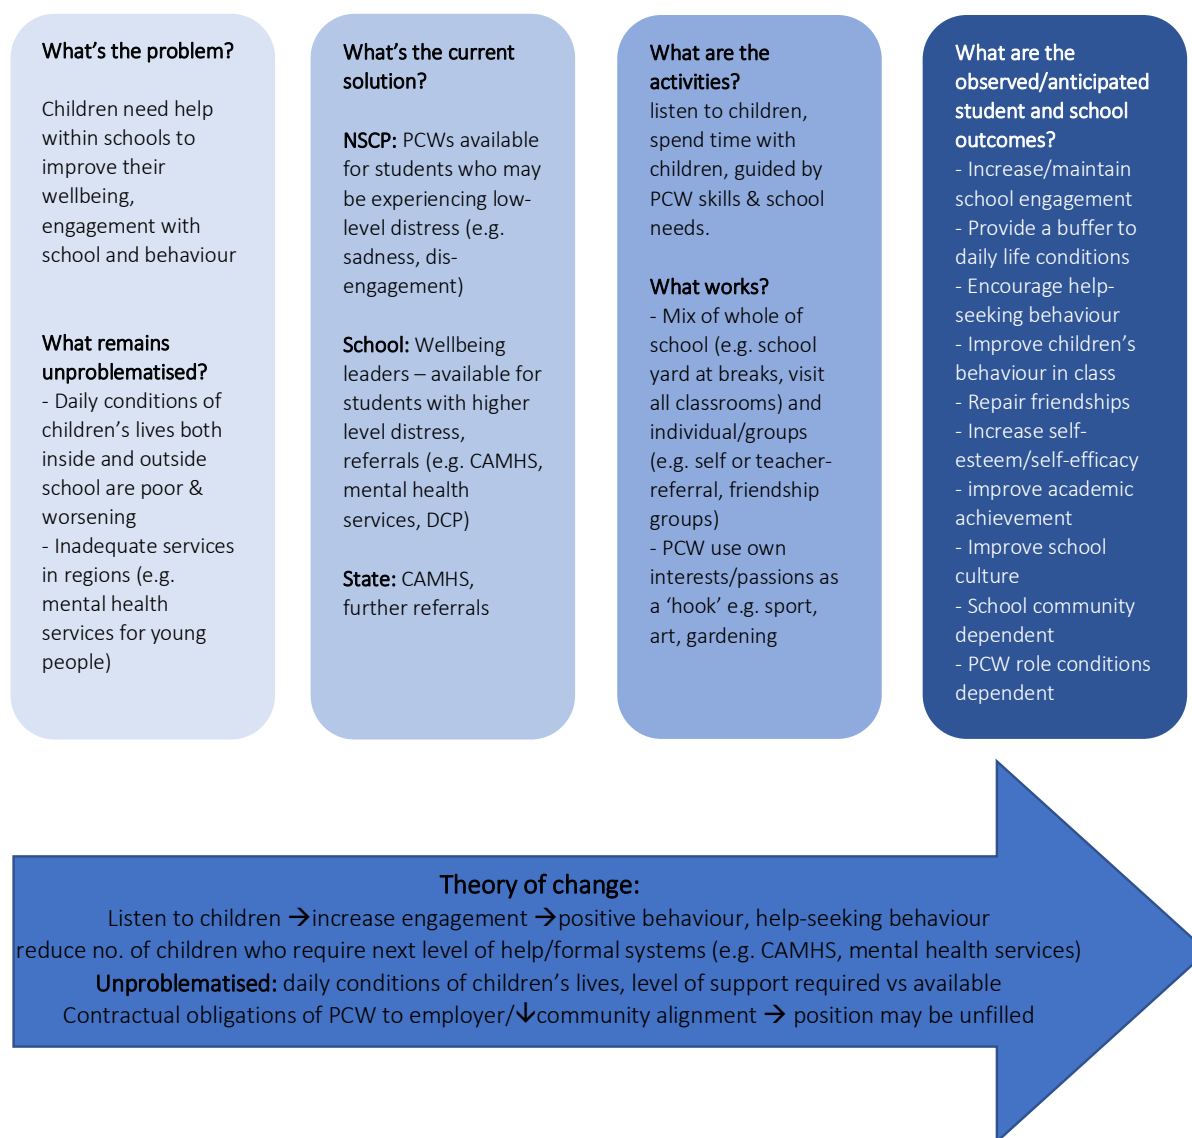 What's the problem?
Children need help
within schools to
improve their
wellbeing,
engagement with
school and behaviour
What remains
unproblematised?
- Daily conditions of
children's lives both
inside and outside
school are poor &
worsening
- Inadequate services
in regions (e.g.
mental health
services for young
people)
What's the current
solution?
NSCP: PCWs available
for students who may
be experiencing low-
level distress (e.g.
sadness, dis-
engagement)
School: Wellbeing
leaders – available for
students with higher
level distress,
referrals (e.g. CAMHS,
mental health
services, DCP)
State: CAMHS,
further referrals
What are the
activities?
listen to children,
spend time with
children, guided by
PCW skills & school
needs.
What works?
- Mix of whole of
school (e.g. school
yard at breaks, visit
all classrooms) and
individual/groups
(e.g. self or teacher-
referral, friendship
groups)
- PCW use own
interests/passions as
a ‘hook’ e.g. sport,
art, gardening
What are the
observed/anticipated
student and school
outcomes?
- Increase/maintain
school engagement
- Provide a buffer to
daily life conditions
- Encourage help-
seeking behaviour
- Improve children's
behaviour in class
- Repair friendships
- Increase self-
esteem/self-efficacy
- improve academic
achievement
- Improve school
culture
- School community
dependent
- PCW role conditions
dependent
Theory of change:
Listen to children →increase engagement →positive behaviour, help-seeking behaviour
reduce no. of children who require next level of help/formal systems (e.g. CAMHS, mental health services)
Unproblematised: daily conditions of children's lives, level of support required vs available
Contractual obligations of PCW to employer/↓community alignment → position may be unfilled